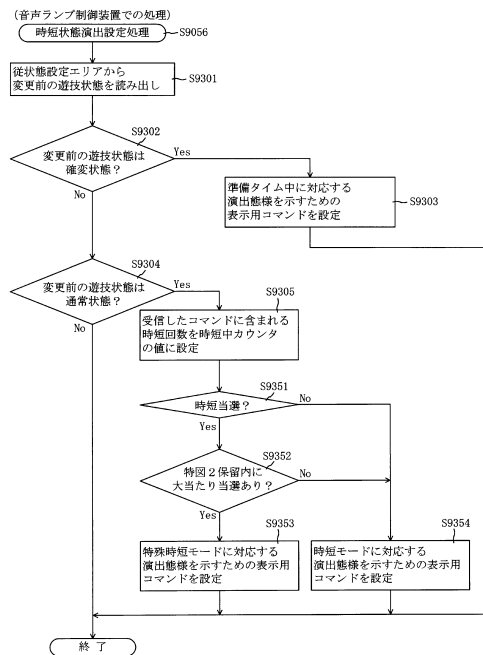 (音声ランプ制御装置での処理)
時短状態演出設定処理
S9056
従状態設定エリアから
変更前の遊技状態を読み出し
S9301
S9302
変更前の遊技状態は
確変状態？
Yes
No
準備タイム中に対応する
演出態様を示すための
表示用コマンドを設定
S9303
S9304
変更前の遊技状態は
通常状態？
Yes
No
S9305
受信したコマンドに含まれる
時短回数を時短中カウンタ
の値に設定
S9351
時短当選？
No
Yes
S9352
特図２保留内に
大当たり当選あり？
No
Yes
S9353
特殊時短モードに対応する
演出態様を示すための表示用
コマンドを設定
S9354
時短モードに対応する
演出態様を示すための表示用
コマンドを設定
終了